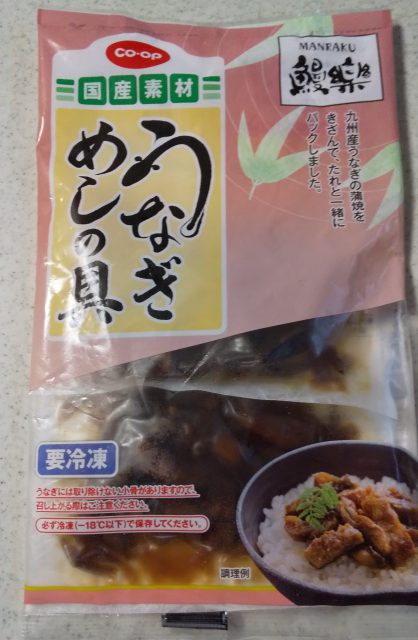 CO-OP
国産素材
うなぎ
めしの具
MANRAKU
鰻楽
九州産うなぎの蒲焼を
きざんで、たれと一緒に
パックしました。
要冷凍
うなぎには取り除けない小骨がありますので、
召し上がる際はご注意ください。
必ず冷凍(−18℃以下)で保存してください。
調理例